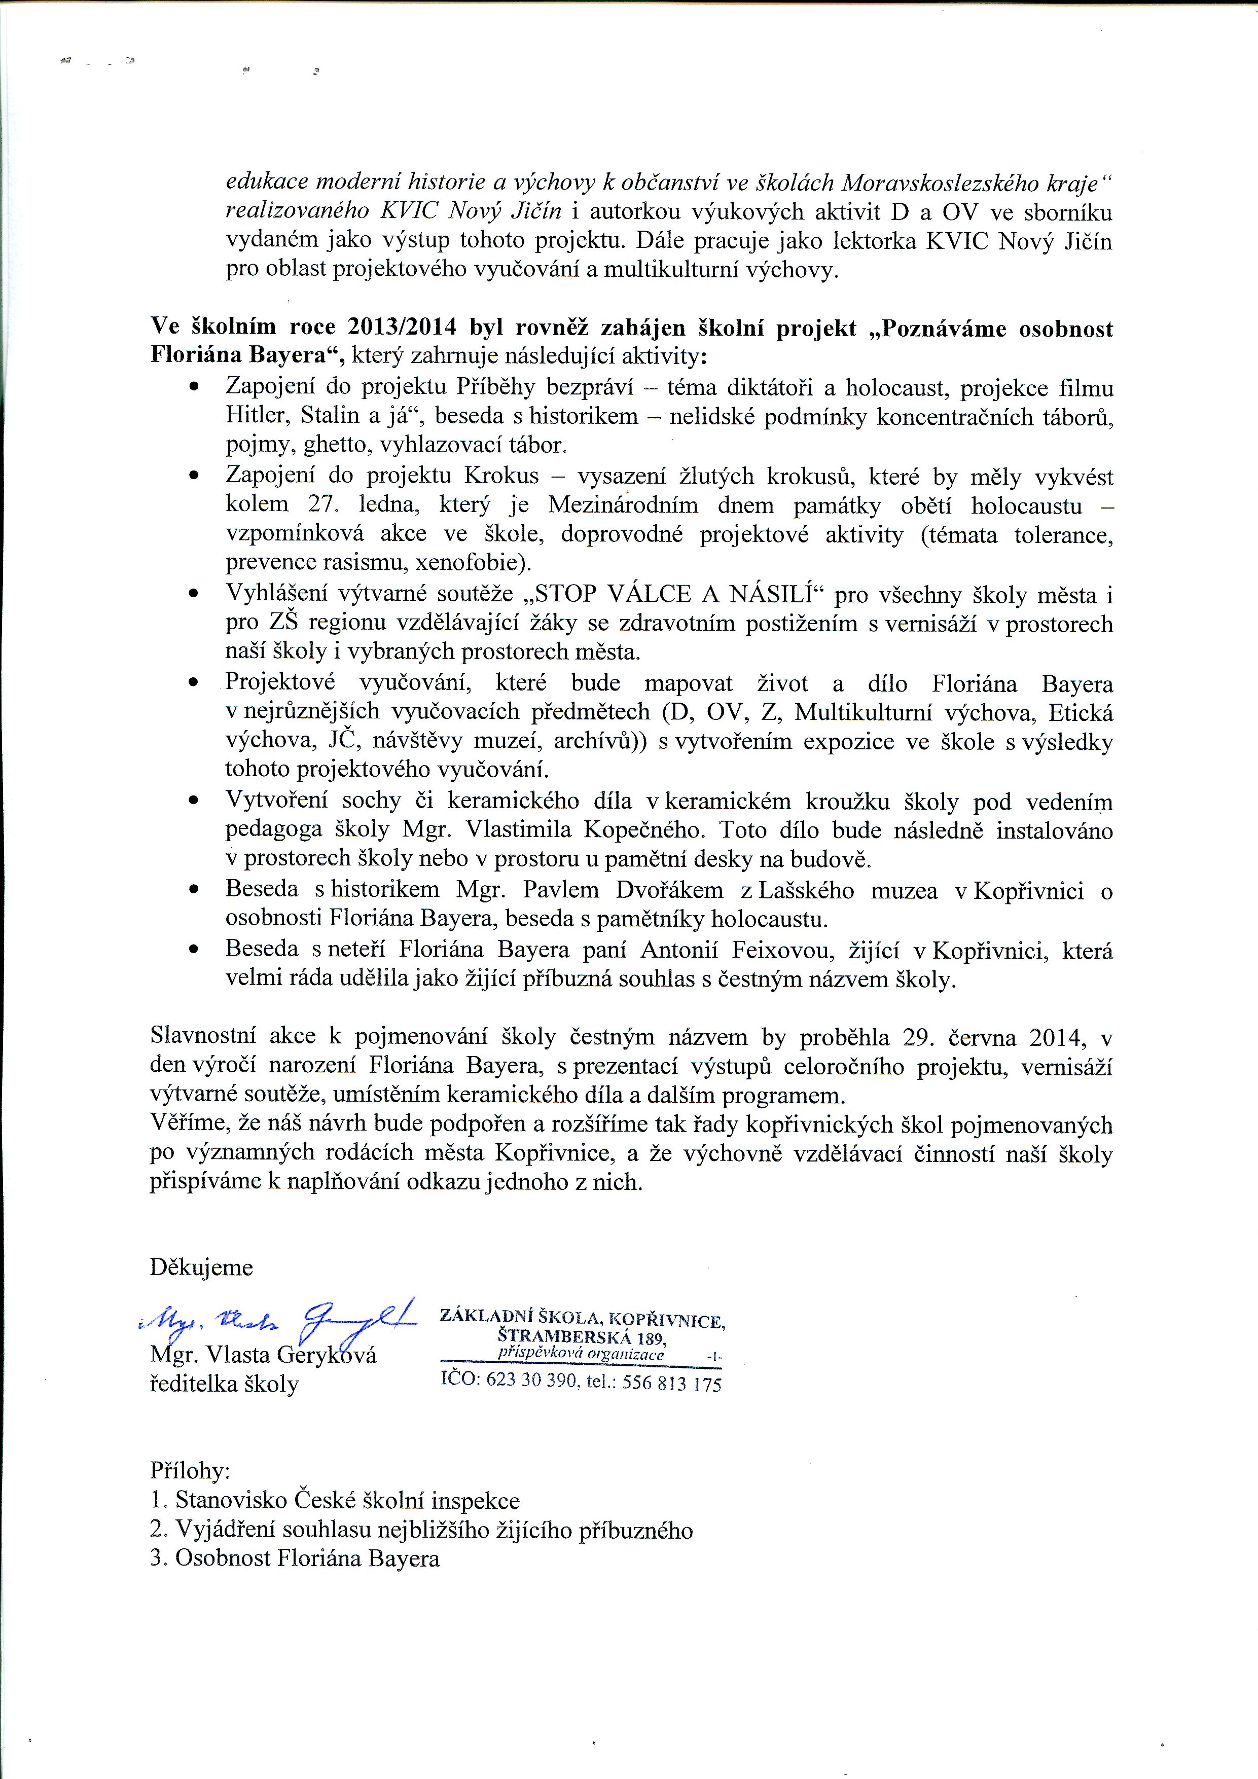 edukace moderní historie a výchovy k občanství ve školách Moravskoslezského kraje“
realizovaného KVIC Nový Jičín i autorkou výukových aktivit D a OV ve sborníku
vydaném jako výstup tohoto projektu. Dále pracuje jako lektorka KVIC Nový Jičín
pro oblast projektového vyučování a multikulturní výchovy.
Ve školním roce 2013/2014 byl rovněž zahájen školní projekt „Poznáváme osobnost
Floriána Bayera“, který zahrnuje následující aktivity:
• Zapojení do projektu Příběhy bezpráví – téma diktátoři a holocaust, projekce filmu
Hitler, Stalin a já“, beseda s historikem – nelidské podmínky koncentračních táborů,
pojmy, ghetto, vyhlazovací tábor.
• Zapojení do projektu Krokus – vysazení žlutých krokusů, které by měly vykvést
kolem 27. ledna, který je Mezinárodním dnem památky obětí holocaustu –
vzpomínková akce ve škole, doprovodné projektové aktivity (témata tolerance,
prevence rasismu, xenofobie).
• Vyhlášení výtvarné soutěže „STOP VÁLCE A NÁSILÍ“ pro všechny školy města i
pro ZŠ regionu vzdělávající žáky se zdravotním postižením s vernisáží v prostorech
naší školy i vybraných prostorech města.
• Projektové vyučování, které bude mapovat život a dílo Floriána Bayera
v nejrůznějších vyučovacích předmětech (D, OV, Z, Multikulturní výchova, Etická
výchova, JČ, návštěvy muzeí, archívů)) s vytvořením expozice ve škole s výsledky
tohoto projektového vyučování.
• Vytvoření sochy či keramického díla v keramickém kroužku školy pod vedením
pedagoga školy Mgr. Vlastimila Kopečného. Toto dílo bude následně instalováno
v prostorech školy nebo v prostoru u pamětní desky na budově.
• Beseda s historikem Mgr. Pavlem Dvořákem z Lašského muzea v Kopřivnici o
osobnosti Floriána Bayera, beseda s pamětníky holocaustu.
• Beseda s neteří Floriána Bayera paní Antonií Feixovou, žijící v Kopřivnici, která
velmi ráda udělila jako žijící příbuzná souhlas s čestným názvem školy.
Slavnostní akce k pojmenování školy čestným názvem by proběhla 29. června 2014, v
den výročí narození Floriána Bayera, s prezentací výstupů celoročního projektu, vernisáží
výtvarné soutěže, umístěním keramického díla a dalším programem.
Věříme, že náš návrh bude podpořen a rozšíříme tak řady kopřivnických škol pojmenovaných
po významných rodácích města Kopřivnice, a že výchovně vzdělávací činností naší školy
přispíváme k naplňování odkazu jednoho z nich.
Děkujeme
Mgr. Vlasta Geryková
ředitelka školy
ZÁKLADNÍ ŠKOLA, KOPŘIVNICE,
ŠTRAMBERSKÁ 189,
příspěvková organizace -1-
IČO: 623 30 390, tel.: 556 813 175
Přílohy:
1. Stanovisko České školní inspekce
2. Vyjádření souhlasu nejbližšího žijícího příbuzného
3. Osobnost Floriána Bayera